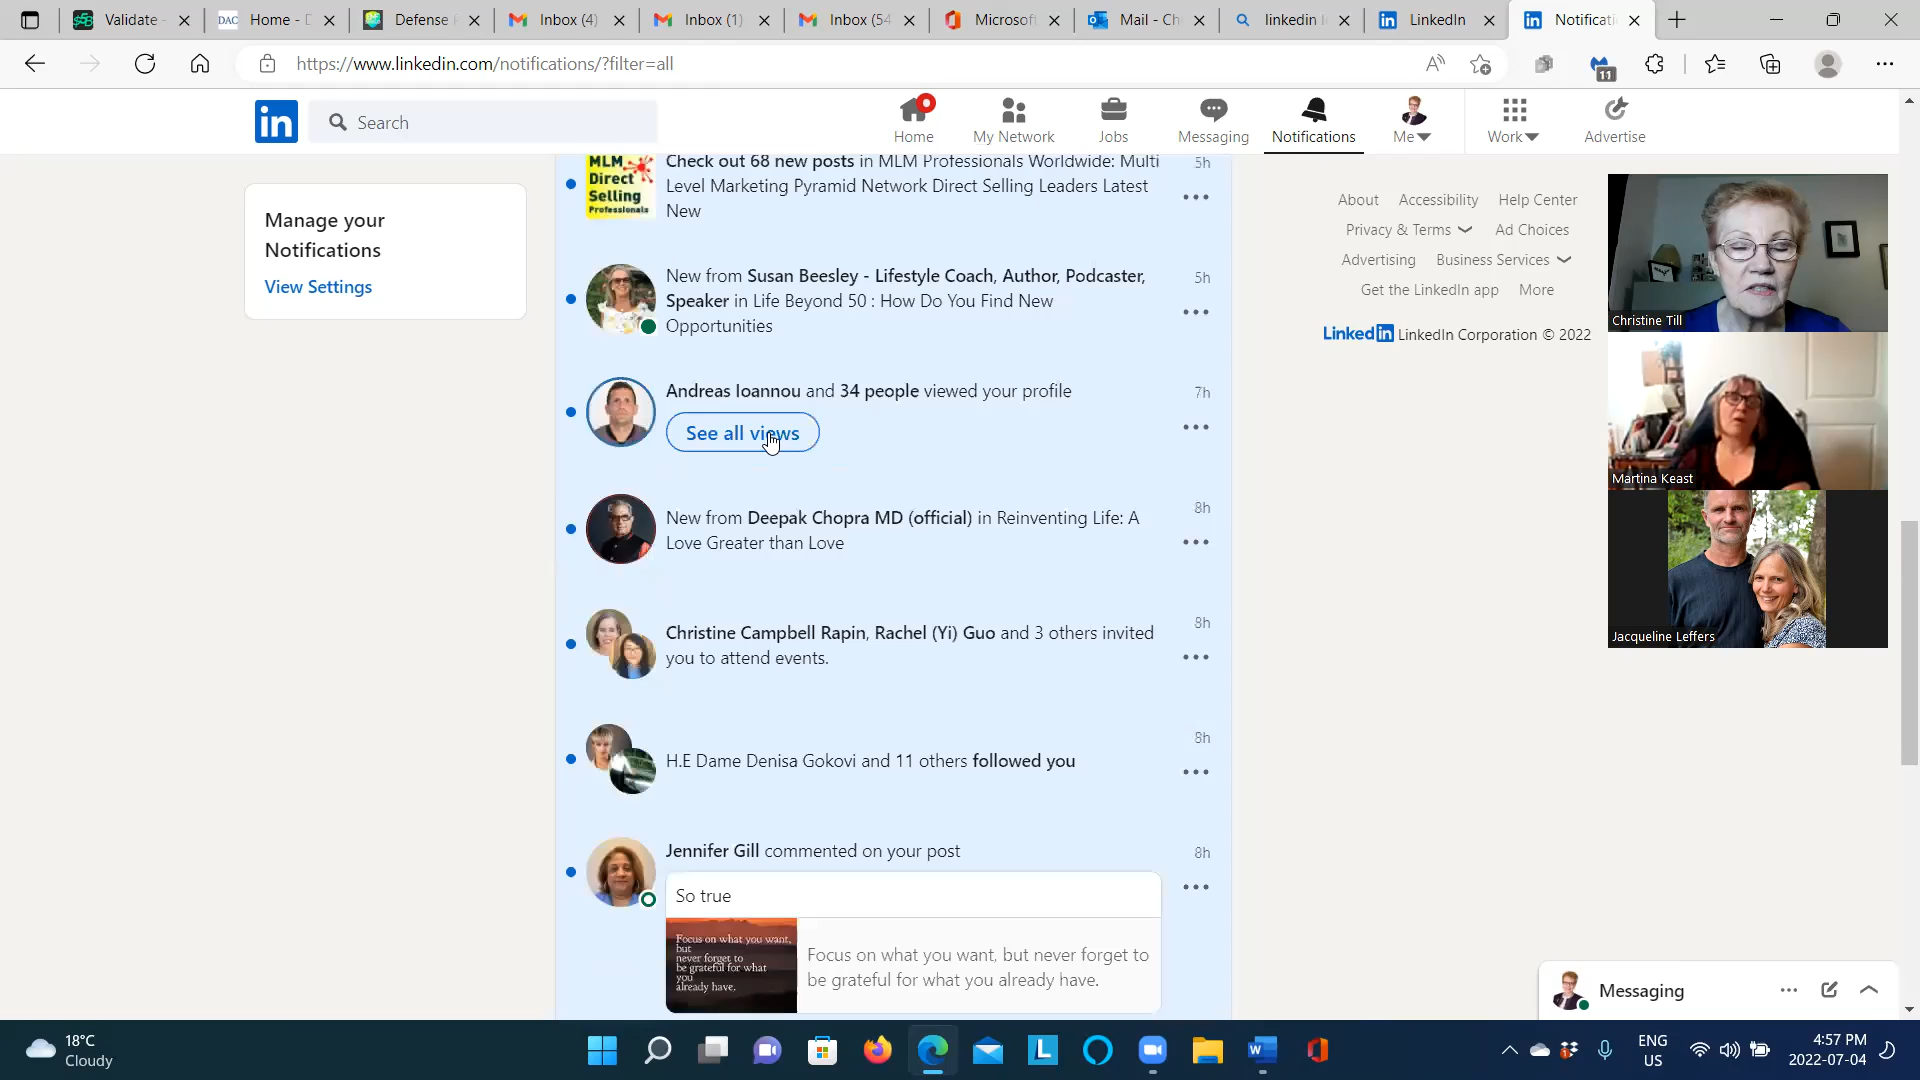 Validate -
Home - D
Defense
Inbox (4)
Inbox (1)
Inbox (54
Microsoft
Mail - Ch
linkedin l
LinkedIn
Notificati
https://www.linkedin.com/notifications/?filter=all
11
Search
Home
My Network
Jobs
Messaging
Notifications
Me
Work
Advertise
Manage your
Notifications
View Settings
MLM
Direct
Selling
Professionals
Check out 68 new posts in MLM Professionals Worldwide: Multi
Level Marketing Pyramid Network Direct Selling Leaders Latest
New
5h
New from Susan Beesley - Lifestyle Coach, Author, Podcaster,
Speaker in Life Beyond 50 : How Do You Find New
Opportunities
5h
Andreas Ioannou and 34 people viewed your profile
7h
See all views
New from Deepak Chopra MD (official) in Reinventing Life: A
Love Greater than Love
8h
Christine Campbell Rapin, Rachel (Yi) Guo and 3 others invited
you to attend events.
8h
H.E Dame Denisa Gokovi and 11 others followed you
8h
Jennifer Gill commented on your post
8h
So true
Focus on what you want,
but
never forget to
be grateful for what
you
already have.
Focus on what you want, but never forget to
be grateful for what you already have.
About Accessibility Help Center
Privacy & Terms Ad Choices
Advertising Business Services
Get the LinkedIn app More
LinkedIn LinkedIn Corporation © 2022
Christine Till
Martina Keast
Jacqueline Leffers
Messaging
18°C
Cloudy
ENG
US
4:57 PM
2022-07-04